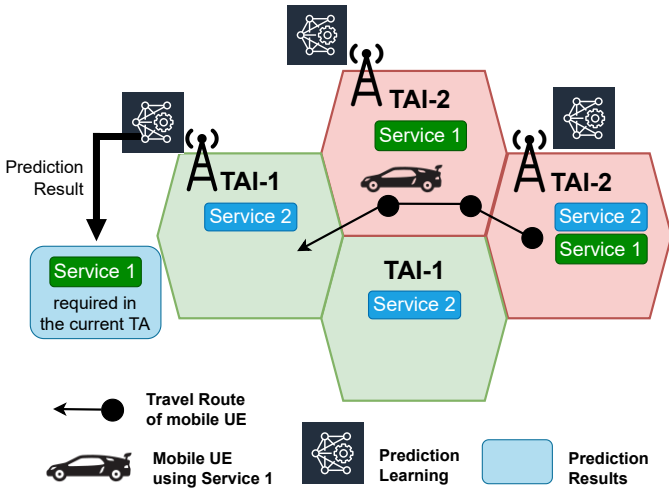 TAI-2
Service 1
Prediction
Result
TAI-1
Service 2
TAI-2
Service 2
Service 1
Service 1
required in
the current TA
TAI-1
Service 2
Travel Route
of mobile UE
Mobile UE
using Service 1
Prediction
Learning
Prediction
Results